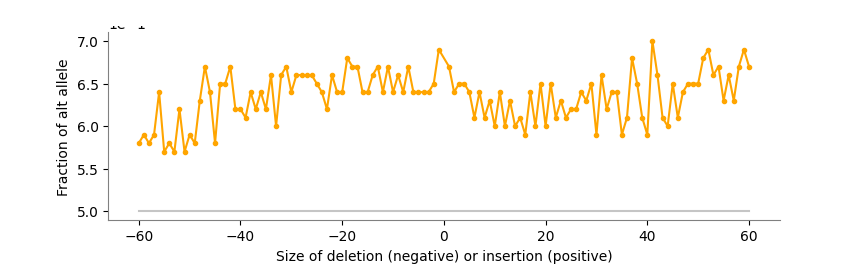 7.0
6.5
6.0
5.5
5.0
Fraction of alt allele
−60 −40 −20 0 20 40 60
Size of deletion (negative) or insertion (positive)